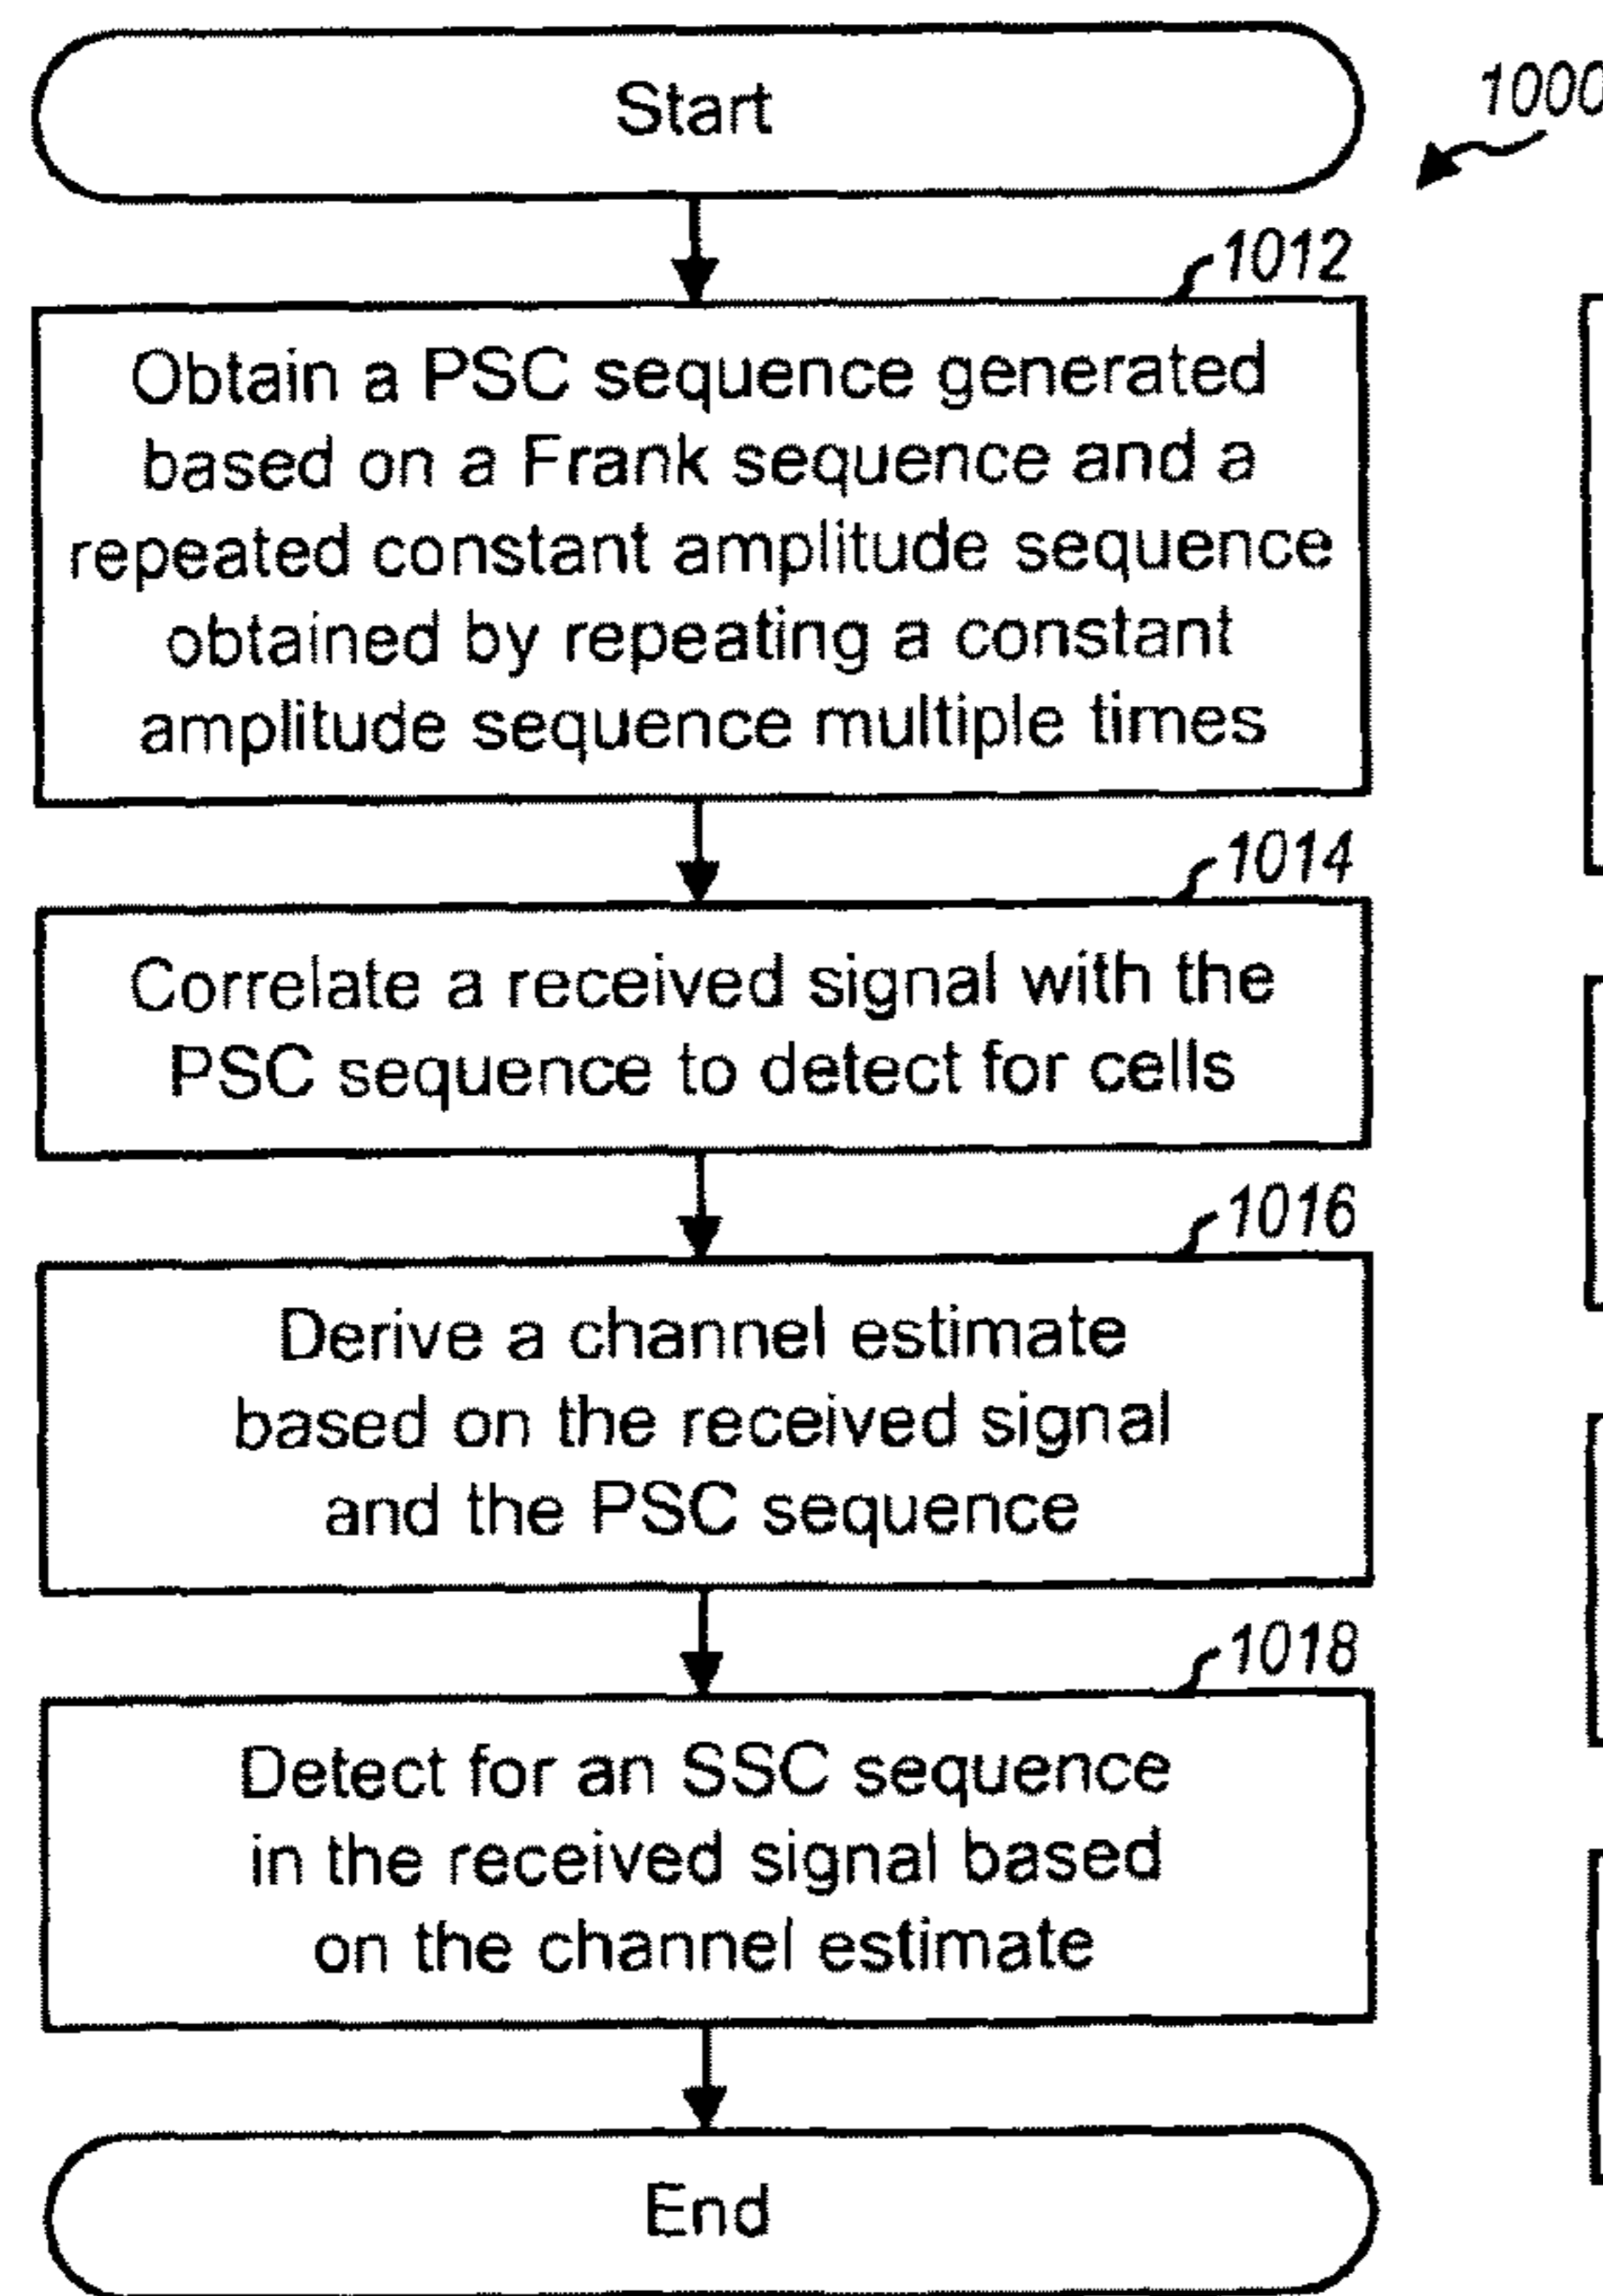 Start
1000
1012
Obtain a PSC sequence generated
based on a Frank sequence and a
repeated constant amplitude sequence
obtained by repeating a constant
amplitude sequence multiple times
1014
Correlate a received signal with the
PSC sequence to detect for cells
1016
Derive a channel estimate
based on the received signal
and the PSC sequence
1018
Detect for an SSC sequence
in the received signal based
on the channel estimate
End